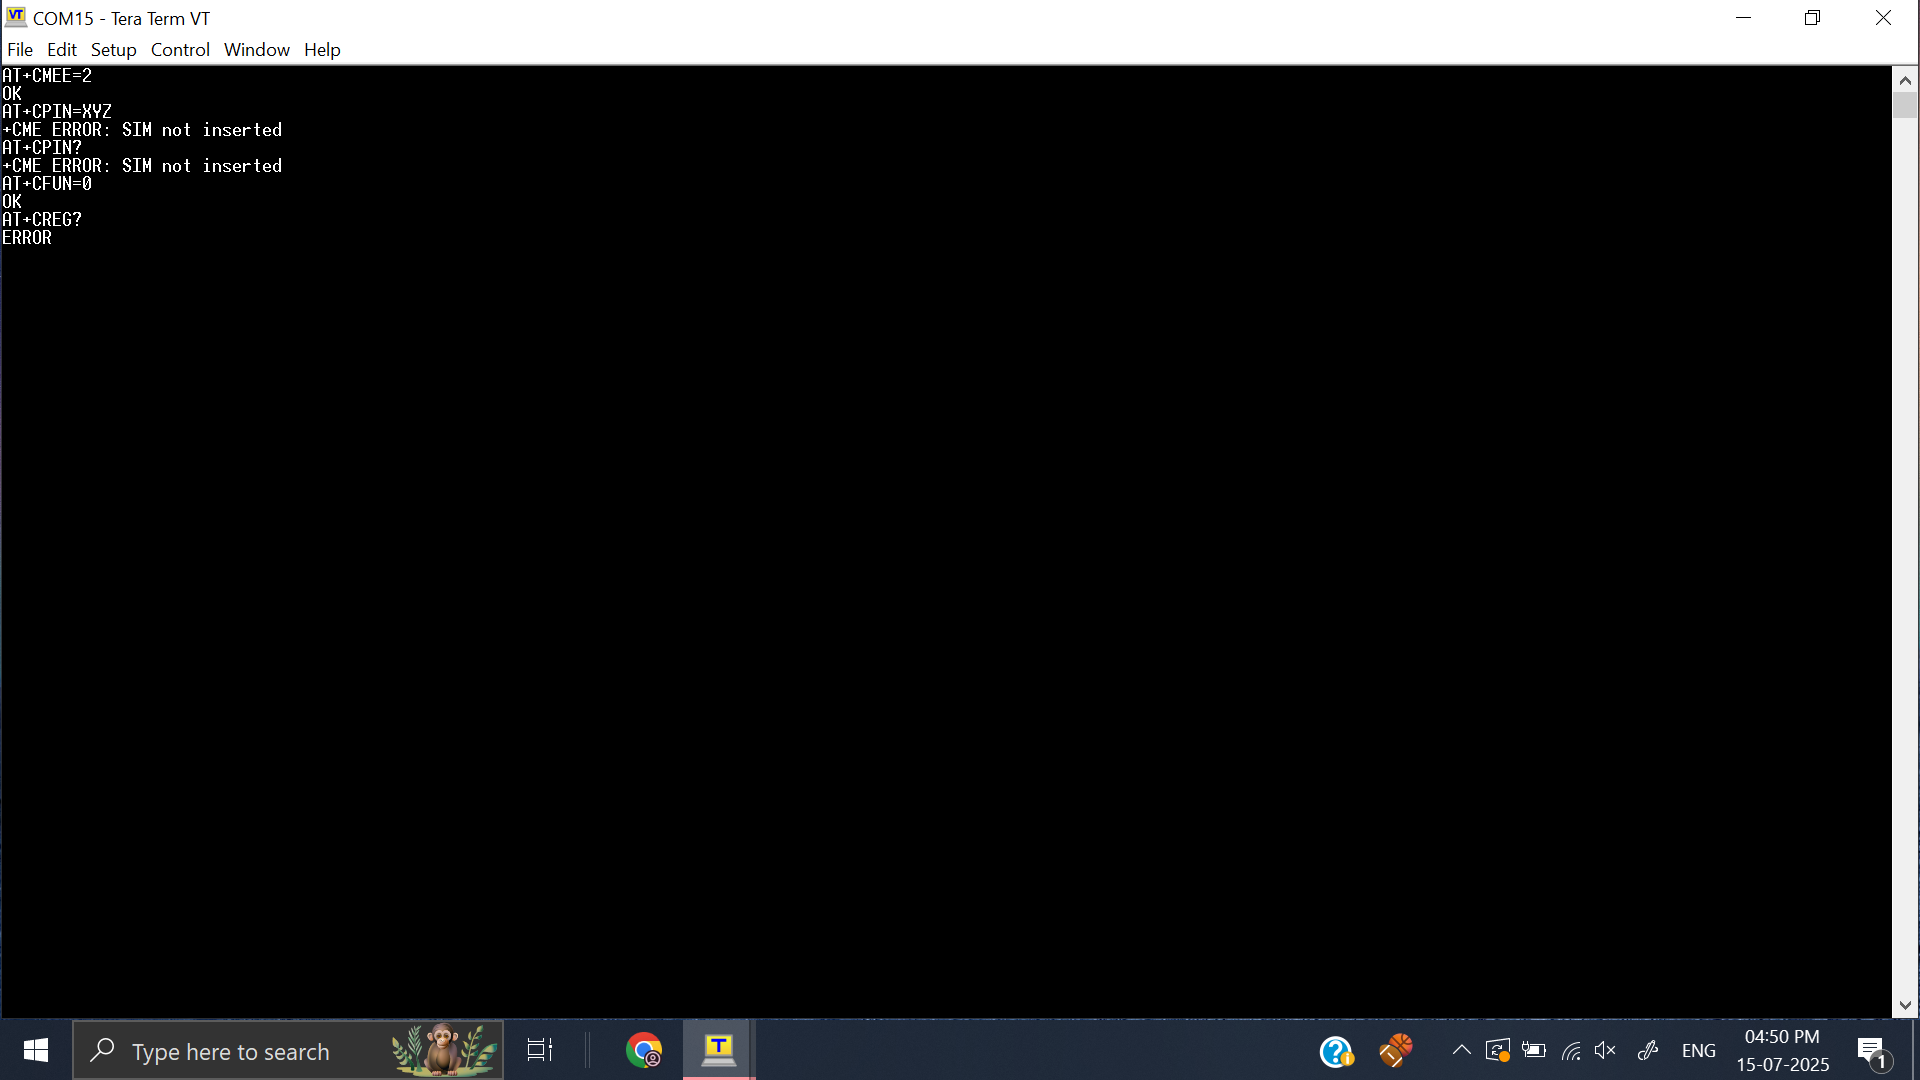 COM15 - Tera Term VT
File Edit Setup Control Window Help
AT+CMEE=2
OK
AT+CPIN=XYZ
+CME ERROR: SIM not inserted
AT+CPIN?
+CME ERROR: SIM not inserted
AT+CFUN=0
OK
AT+CREG?
ERROR
Type here to search
ENG
04:50 PM
15-07-2025
1